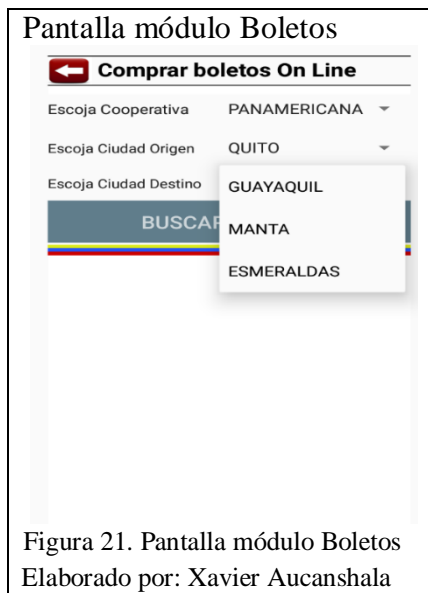 Pantalla módulo Boletos
Comprar boletos On Line
Escoja Cooperativa PANAMERICANA
Escoja Ciudad Origen QUITO
Escoja Ciudad Destino GUAYAQUIL
BUSCA MANTA
ESMERALDAS
Figura 21. Pantalla módulo Boletos
Elaborado por: Xavier Aucanshala